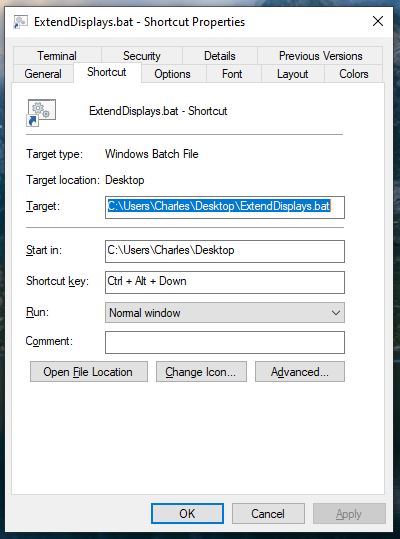 ExtendDisplays.bat - Shortcut Properties
Terminal Security Details Previous Versions
General Shortcut Options Font Layout Colors
ExtendDisplays.bat - Shortcut
Target type: Windows Batch File
Target location: Desktop
Target: C:\Users\Charles\Desktop\ExtendDisplays.bat
Start in: C:\Users\Charles\Desktop
Shortcut key: Ctrl + Alt + Down
Run: Normal window
Comment:
Open File Location Change Icon... Advanced...
OK Cancel Apply